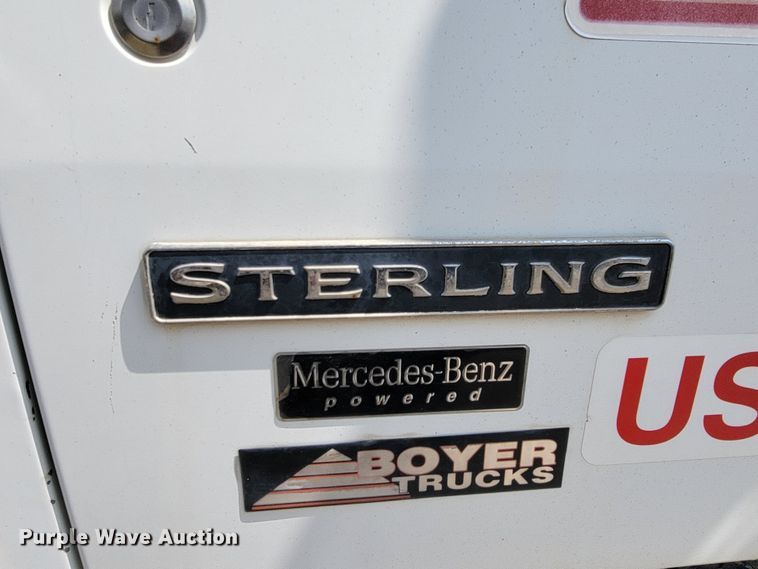 STERLING
Mercedes-Benz
powered
US
BOYER
TRUCKS
Purple Wave Auction